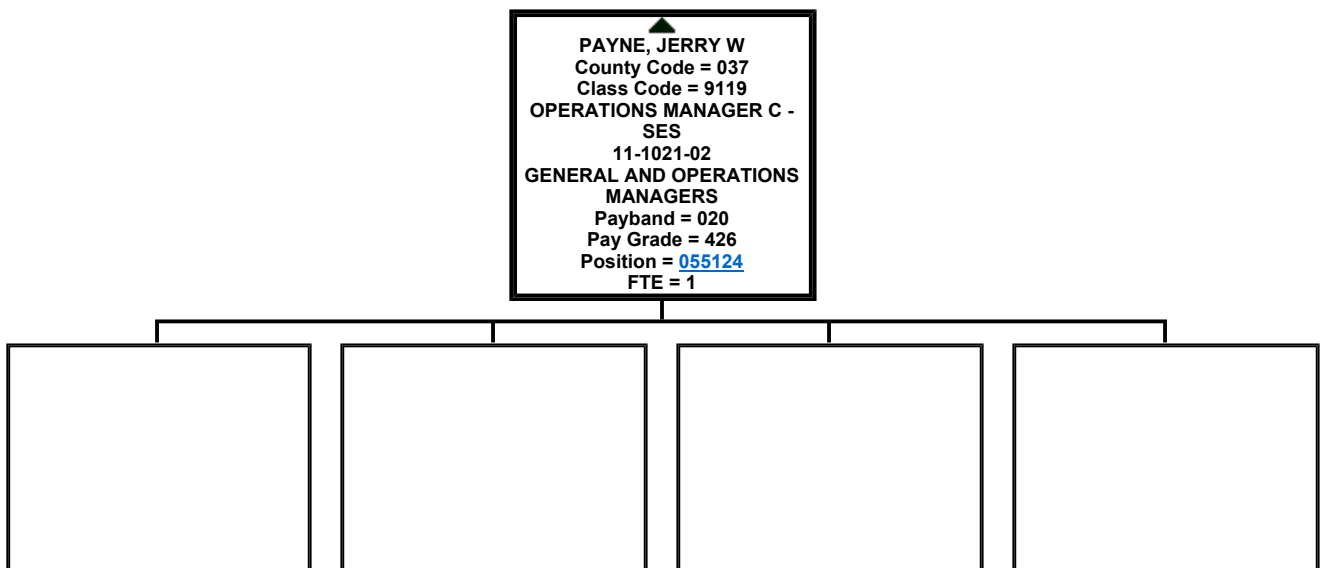 PAYNE, JERRY W
County Code = 037
Class Code = 9119
OPERATIONS MANAGER C -
SES
11-1021-02
GENERAL AND OPERATIONS
MANAGERS
Payband = 020
Pay Grade = 426
Position = 055124
FTE = 1